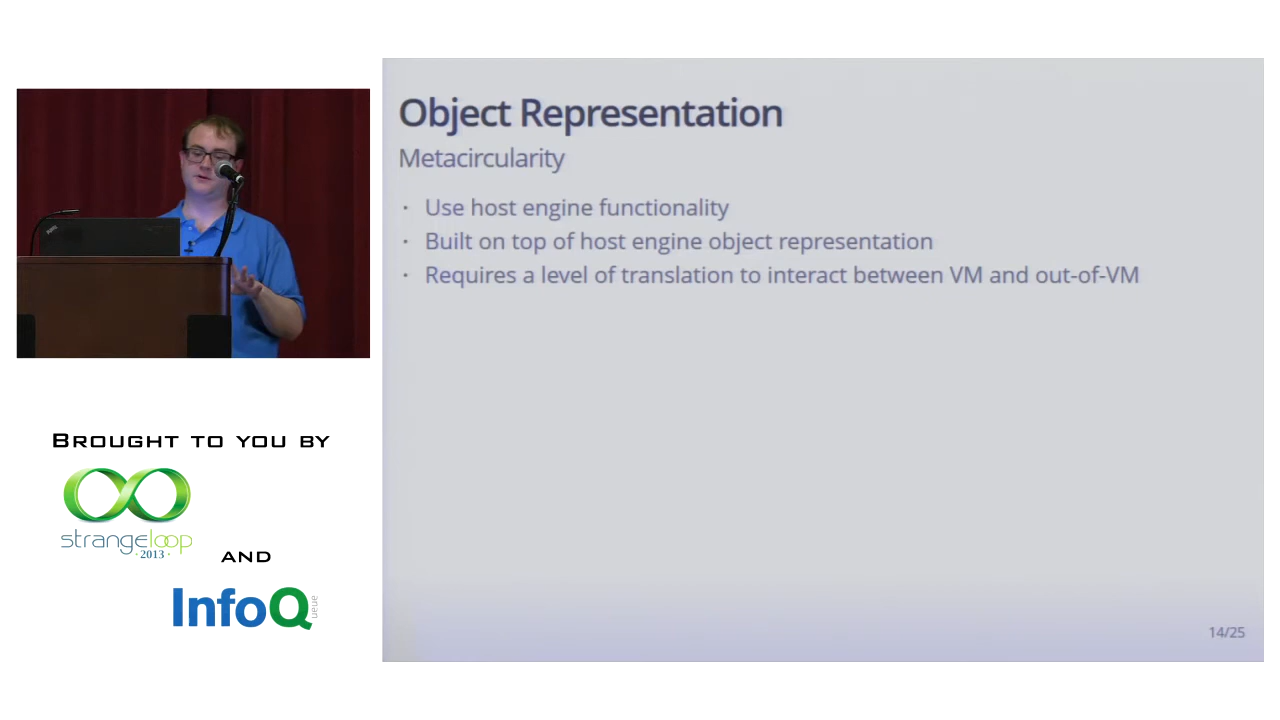 Object Representation
Metacircularity
· Use host engine functionality
· Built on top of host engine object representation
· Requires a level of translation to interact between VM and out-of-VM
14/25
BROUGHT TO YOU BY
strangeloop
· 2013 ·
AND
InfoQ